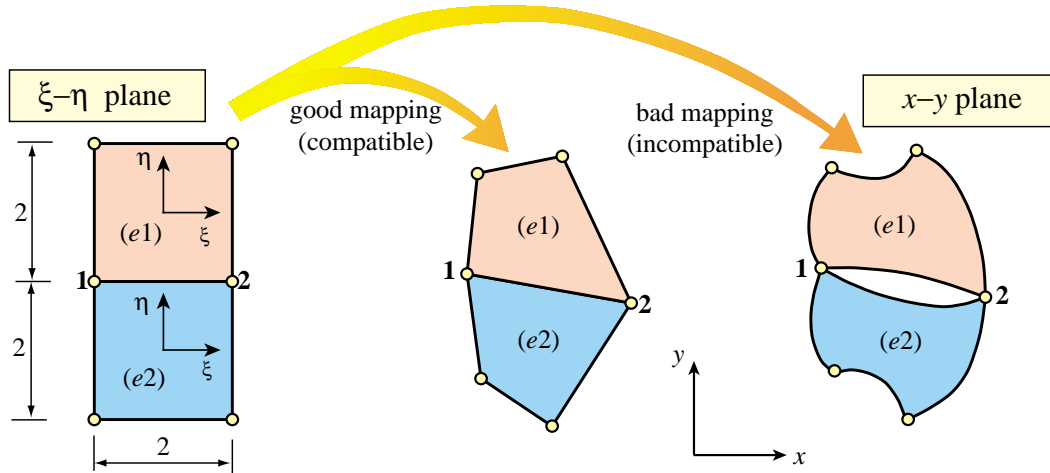 ξ–η plane
good mapping
(compatible)
bad mapping
(incompatible)
x–y plane
η
2
(e1)
ξ
1
2
η
2
(e2)
ξ
2
(e1)
1
2
(e2)
(e1)
1
2
(e2)
y
x